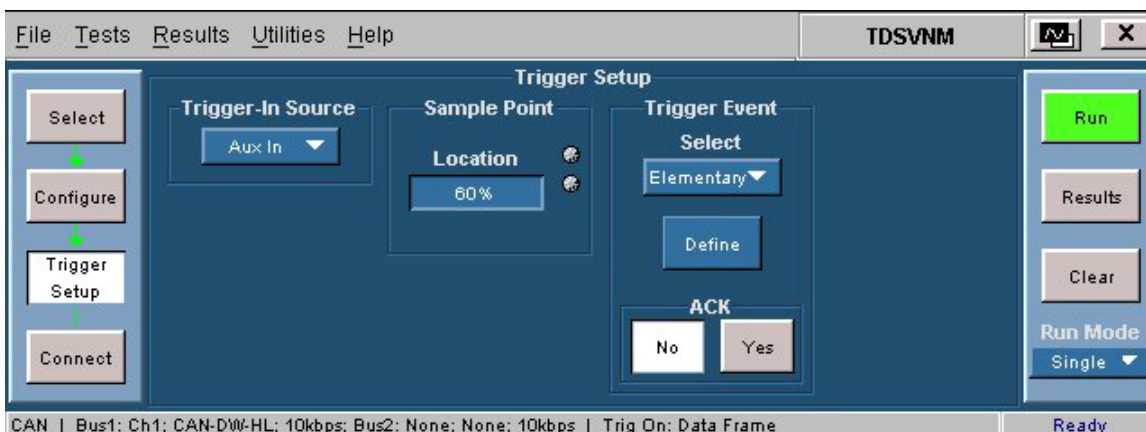 File Tests Results Utilities Help TDSVNM X
Trigger Setup
Select
Configure
Trigger
Setup
Connect
Trigger-In Source
Aux In
Sample Point
Location
60%
Trigger Event
Select
Elementary
Define
ACK
No Yes
Run
Results
Clear
Run Mode
Single
CAN | Bus1: Ch1; CAN-DW-HL; 10kbps; Bus2: None; None; 10kbps | Trig On: Data Frame Ready